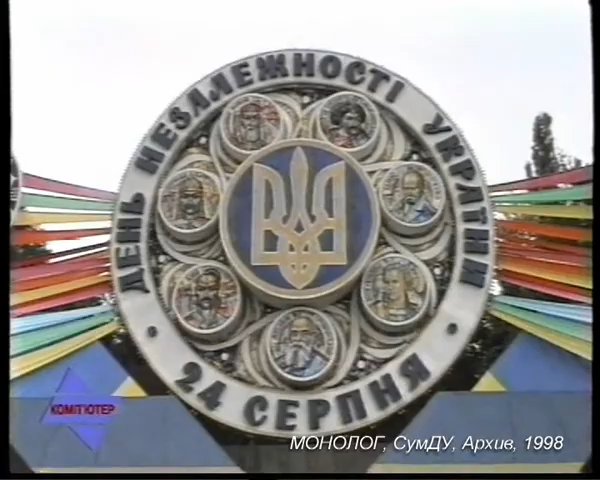 ДЕНЬ НЕЗАЛЕЖНОСТІ УКРАЇНИ
24 СЕРПНЯ
КОМП'ЮТЕР
МОНОЛОГ, СумДУ, Архив, 1998